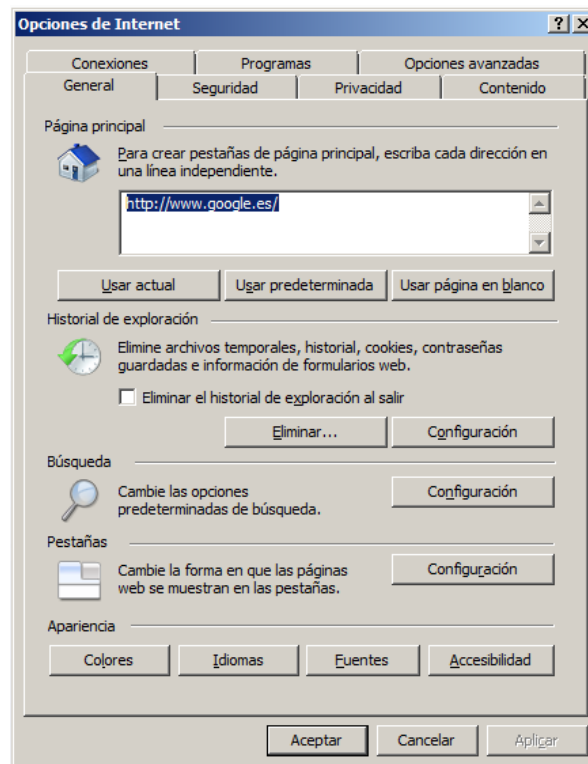 Opciones de Internet
Conexiones Programas Opciones avanzadas
General Seguridad Privacidad Contenido
Página principal
Para crear pestañas de página principal, escriba cada dirección en
una línea independiente.
http://www.google.es/
Usar actual Usar predeterminada Usar página en blanco
Historial de exploración
Elimine archivos temporales, historial, cookies, contraseñas
guardadas e información de formularios web.
Eliminar el historial de exploración al salir
Eliminar... Configuración
Búsqueda
Cambie las opciones
predeterminadas de búsqueda.
Configuración
Pestañas
Cambie la forma en que las páginas
web se muestran en las pestañas.
Configuración
Apariencia
Colores Idiomas Fuentes Accesibilidad
Aceptar Cancelar Aplicar